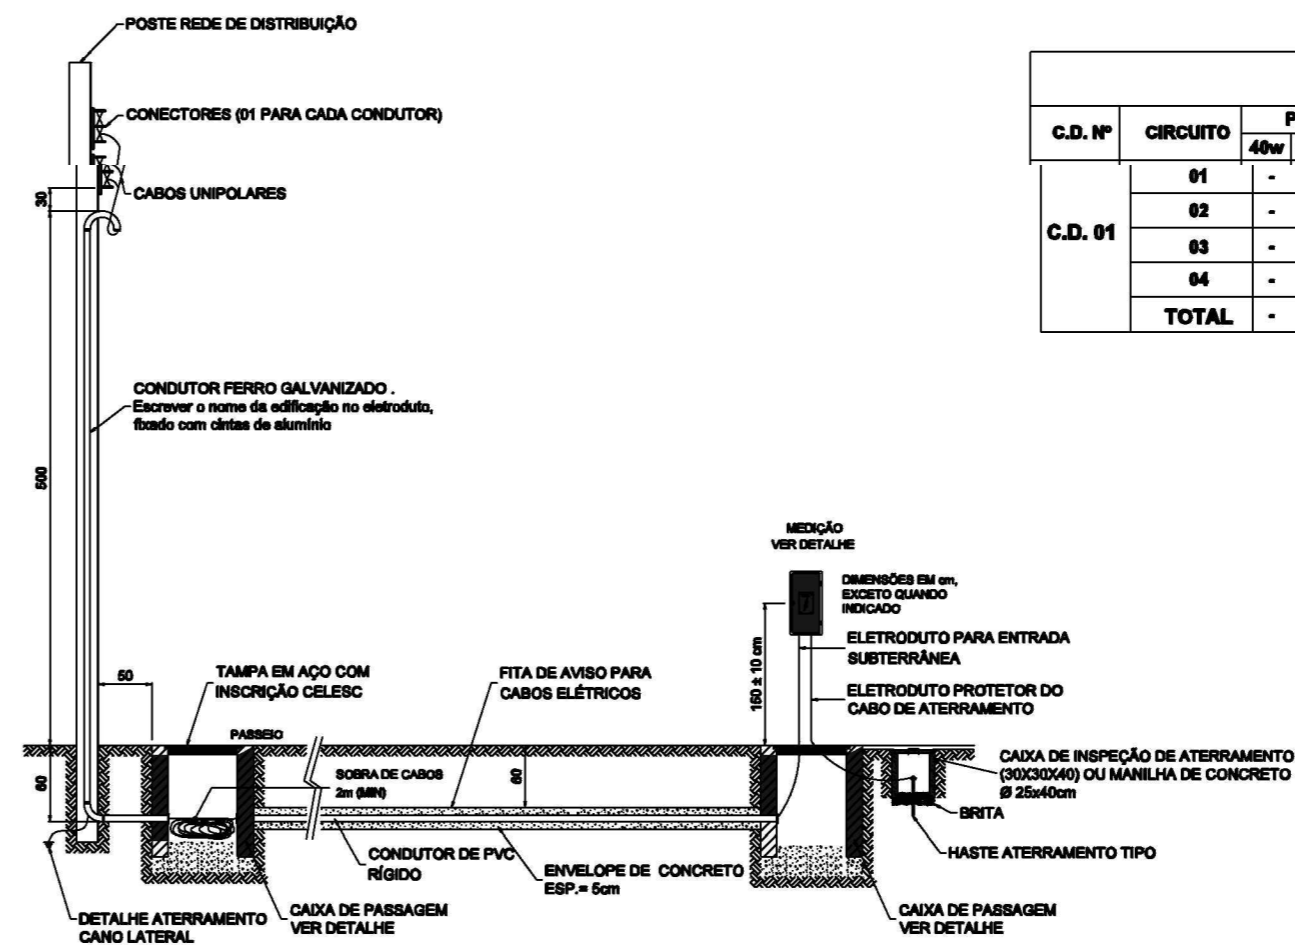 POSTE REDE DE DISTRIBUIÇÃO
CONECTORES (01 PARA CADA CONDUTOR)
CABOS UNIPOLARES
30
CONDUTOR FERRO GALVANIZADO .
Escrever o nome da edificação no eletroduto,
fixado com cintas de alumínio
500
50
60
TAMPA EM AÇO COM
INSCRIÇÃO CELESC
PASSEIO
SOBRA DE CABOS
2m (MIN)
FITA DE AVISO PARA
CABOS ELÉTRICOS
60
CONDUTOR DE PVC
RÍGIDO
ENVELOPE DE CONCRETO
ESP.= 5cm
DETALHE ATERRAMENTO
CANO LATERAL
CAIXA DE PASSAGEM
VER DETALHE
MEDIÇÃO
VER DETALHE
DIMENSÕES EM cm,
EXCETO QUANDO
INDICADO
160 ± 10 cm
ELETRODUTO PARA ENTRADA
SUBTERRÂNEA
ELETRODUTO PROTETOR DO
CABO DE ATERRAMENTO
CAIXA DE INSPEÇÃO DE ATERRAMENTO
(30X30X40) OU MANILHA DE CONCRETO
Ø 25x40cm
BRITA
HASTE ATERRAMENTO TIPO
CAIXA DE PASSAGEM
VER DETALHE
C.D. Nº CIRCUITO P
40w
C.D. 01
01 -
02 -
03 -
04 -
TOTAL -